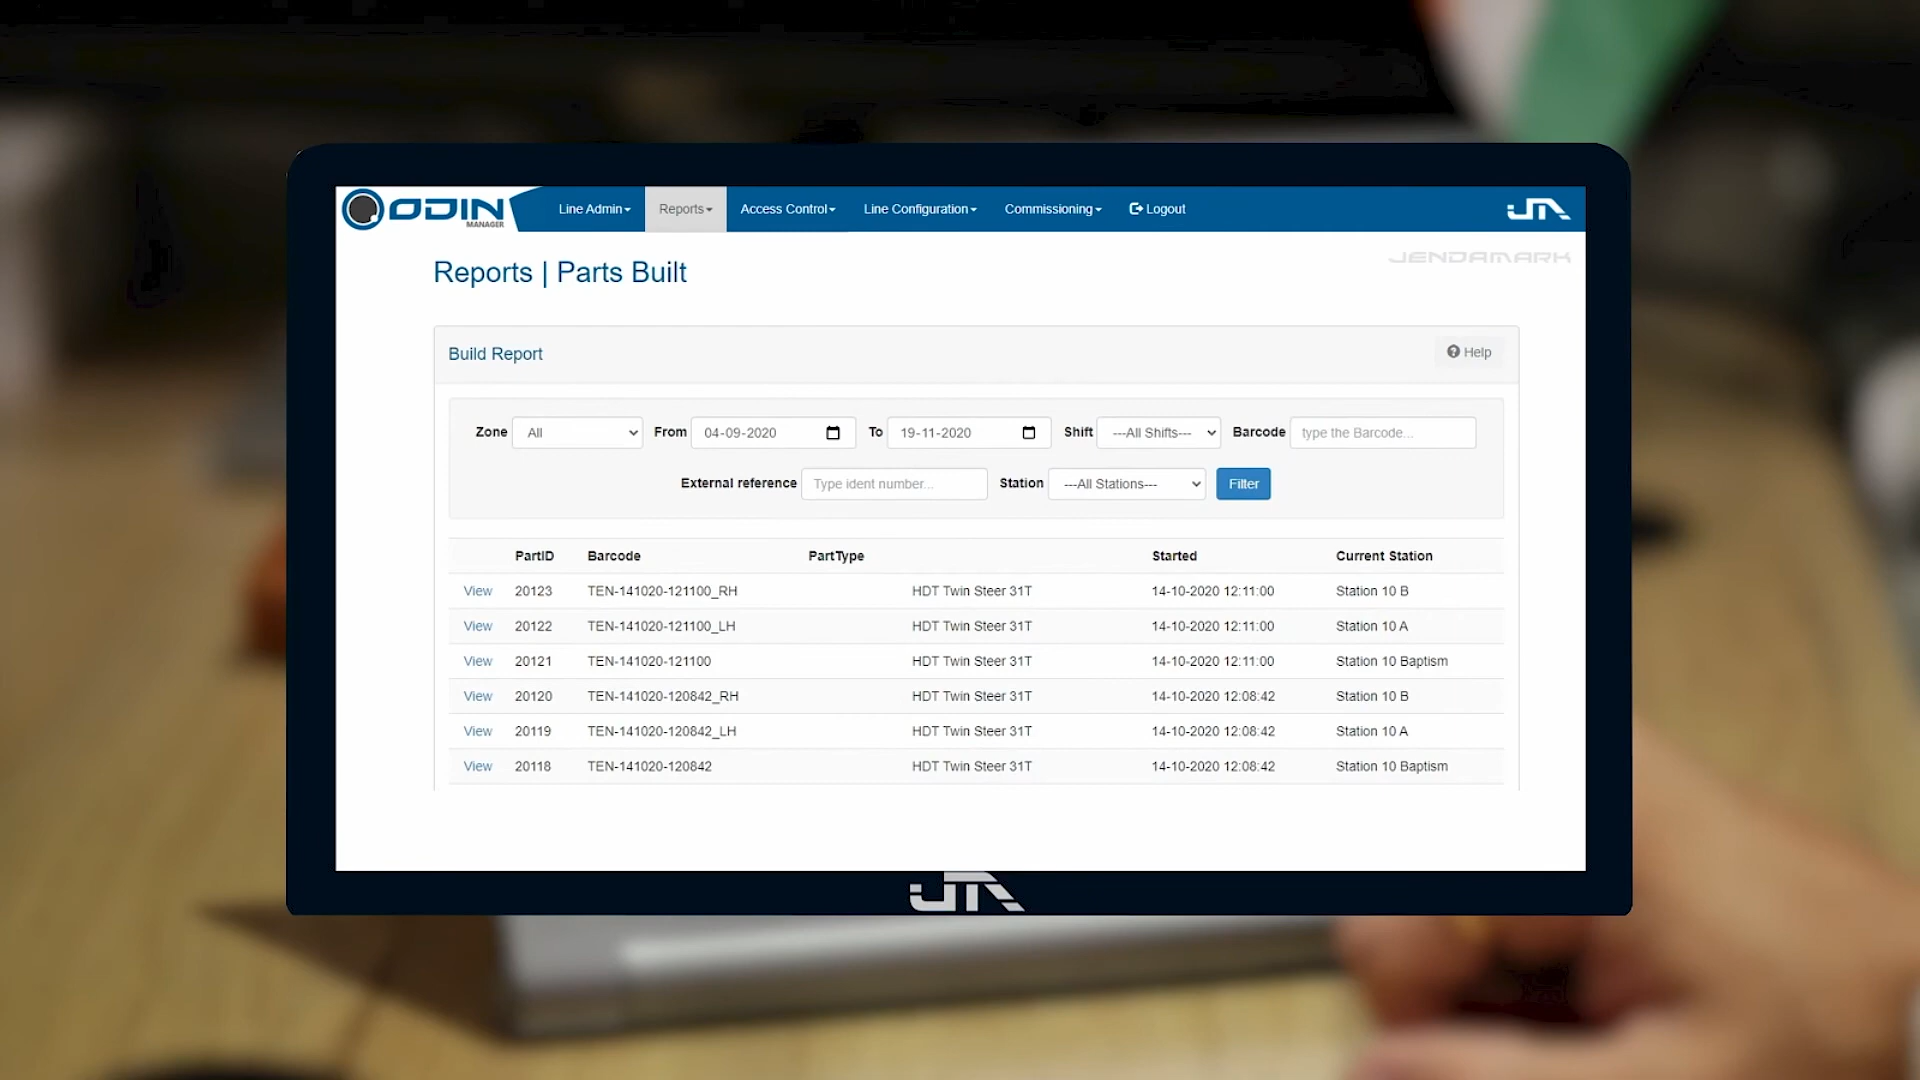 ODIN MANAGER Line Admin Reports Access Control Line Configuration Commissioning Logout
JENDAMARK
Reports | Parts Built
Build Report Help
Zone All From 04-09-2020 To 19-11-2020 Shift ---All Shifts--- Barcode type the Barcode...
External reference Type ident number... Station ---All Stations--- Filter
PartID Barcode PartType Started Current Station
View 20123 TEN-141020-121100_RH HDT Twin Steer 31T 14-10-2020 12:11:00 Station 10 B
View 20122 TEN-141020-121100_LH HDT Twin Steer 31T 14-10-2020 12:11:00 Station 10 A
View 20121 TEN-141020-121100 HDT Twin Steer 31T 14-10-2020 12:11:00 Station 10 Baptism
View 20120 TEN-141020-120842_RH HDT Twin Steer 31T 14-10-2020 12:08:42 Station 10 B
View 20119 TEN-141020-120842_LH HDT Twin Steer 31T 14-10-2020 12:08:42 Station 10 A
View 20118 TEN-141020-120842 HDT Twin Steer 31T 14-10-2020 12:08:42 Station 10 Baptism